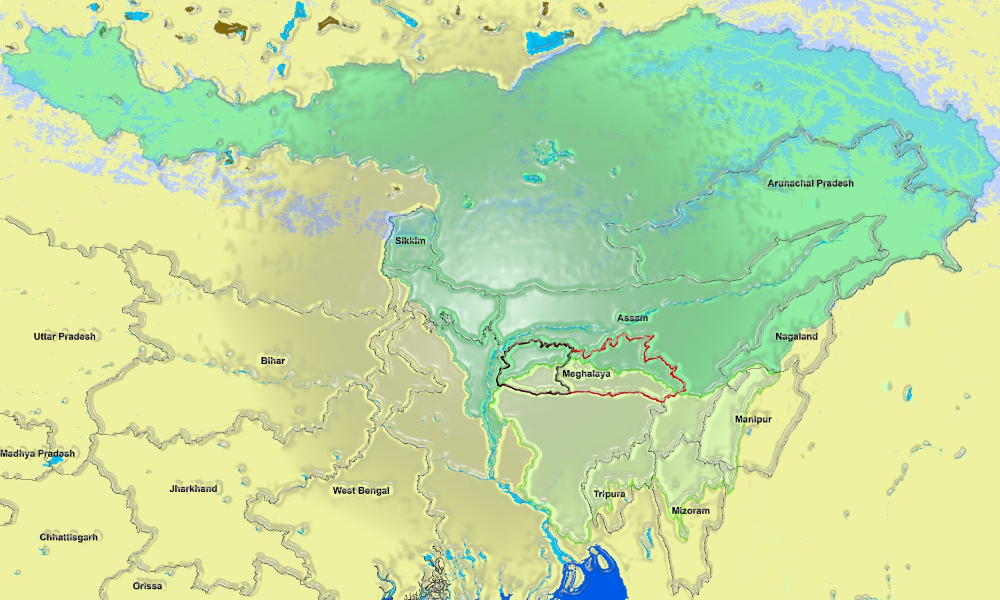 Arunachal Pradesh
Sikkim
Assam
Uttar Pradesh
Nagaland
Bihar
Meghalaya
Manipur
Madhya Pradesh
Jharkhand
West Bengal
Tripura
Mizoram
Chhattisgarh
Orissa